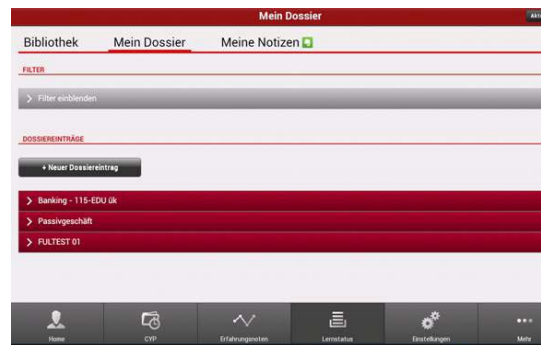 Mein Dossier
Akt
Bibliothek Mein Dossier Meine Notizen
FILTER
Filter einblenden
DOSSIEREINTRÄGE
+ Neuer Dossiereintrag
Banking - 115-EDU ük
Passivgeschäft
FULTEST 01
Home CYP Erfahrungsnoten Lernstatus Einstellungen Mehr